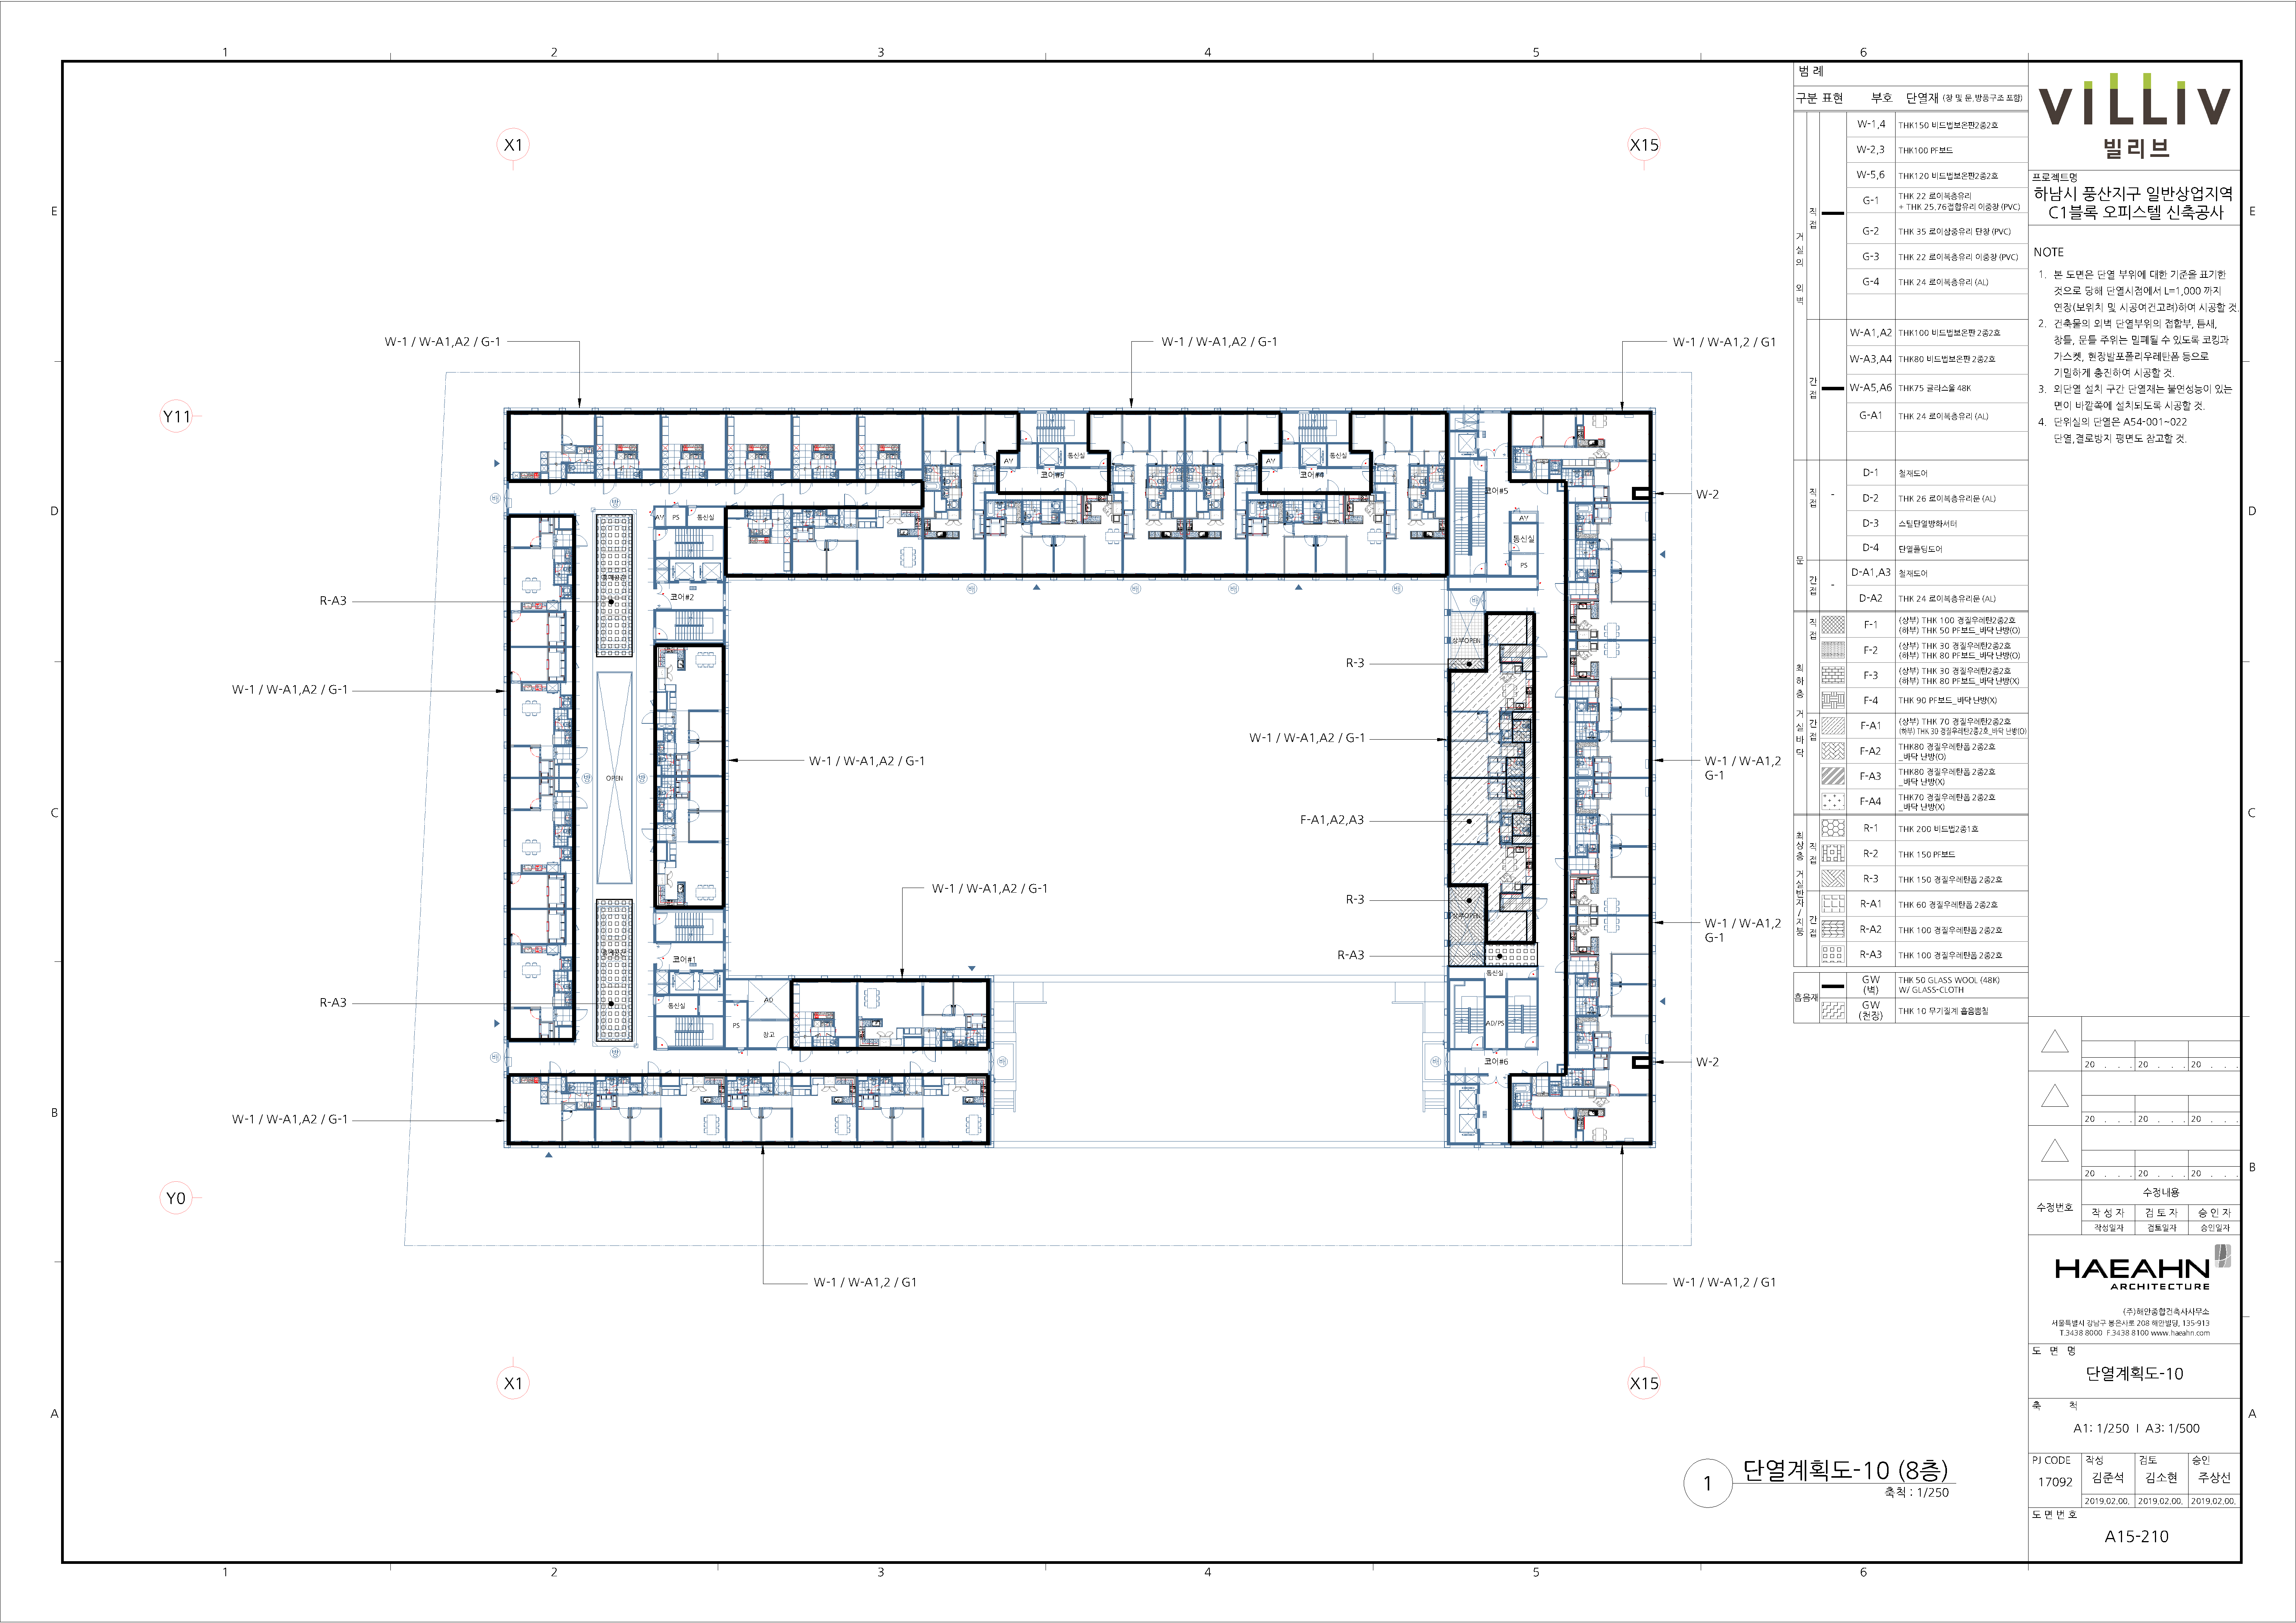 1
2
3
4
5
6
E
D
C
B
A
X1
X15
Y11
Y0
W-1 / W-A1,A2 / G-1
W-1 / W-A1,A2 / G-1
W-1 / W-A1,2 / G1
W-2
R-A3
R-3
W-1 / W-A1,A2 / G-1
W-1 / W-A1,A2 / G-1
W-1 / W-A1,A2 / G-1
W-1 / W-A1,2
G-1
F-A1,A2,A3
W-1 / W-A1,A2 / G-1
R-3
W-1 / W-A1,2
G-1
R-A3
R-A3
W-2
W-1 / W-A1,A2 / G-1
W-1 / W-A1,2 / G1
W-1 / W-A1,2 / G1
AV
통신실
코어#3
AV
통신실
코어#4
코어#5
AV
통신실
PS
AV
PS
통신실
코어#2
상부OPEN
OPEN
상부OPEN
코어#1
통신실
PS
AD
창고
통신실
AD/PS
코어#6
X1
X15
1
단열계획도-10 (8층)
축척 : 1/250
범 례
구분 표현 부호 단열재 (창 및 문,방풍구조 포함)
거실의 외벽
직접
W-1,4 THK150 비드법보온판2종2호
W-2,3 THK100 PF보드
W-5,6 THK120 비드법보온판2종2호
G-1 THK 22 로이복층유리
+ THK 25.76접합유리 이중창 (PVC)
G-2 THK 35 로이삼중유리 단창 (PVC)
G-3 THK 22 로이복층유리 이중창 (PVC)
G-4 THK 24 로이복층유리 (AL)
간접
W-A1,A2 THK100 비드법보온판 2종2호
W-A3,A4 THK80 비드법보온판 2종2호
W-A5,A6 THK75 글라스울 48K
G-A1 THK 24 로이복층유리 (AL)
문
직접 -
D-1 철재도어
D-2 THK 26 로이복층유리문 (AL)
D-3 스틸단열방화셔터
D-4 단열폴딩도어
간접 -
D-A1,A3 철재도어
D-A2 THK 24 로이복층유리문 (AL)
최하층 거실바닥
직접
F-1 (상부) THK 100 경질우레탄2종2호
(하부) THK 50 PF보드_바닥 난방(O)
F-2 (상부) THK 30 경질우레탄2종2호
(하부) THK 80 PF보드_바닥 난방(O)
F-3 (상부) THK 30 경질우레탄2종2호
(하부) THK 80 PF보드_바닥 난방(X)
F-4 THK 90 PF보드_바닥 난방(X)
간접
F-A1 (상부) THK 70 경질우레탄2종2호
(하부) THK 30 경질우레탄2종2호_바닥 난방(O)
F-A2 THK80 경질우레탄폼 2종2호
_바닥 난방(O)
F-A3 THK80 경질우레탄폼 2종2호
_바닥 난방(X)
F-A4 THK70 경질우레탄폼 2종2호
_바닥 난방(X)
최상층 거실반자/지붕
직접
R-1 THK 200 비드법2종1호
R-2 THK 150 PF보드
R-3 THK 150 경질우레탄폼 2종2호
간접
R-A1 THK 60 경질우레탄폼 2종2호
R-A2 THK 100 경질우레탄폼 2종2호
R-A3 THK 100 경질우레탄폼 2종2호
흡음재
GW (벽) THK 50 GLASS WOOL (48K)
W/ GLASS-CLOTH
GW (천장) THK 10 무기질계 흡음뿜칠
VILLIV
빌리브
프로젝트명
하남시 풍산지구 일반상업지역
C1블록 오피스텔 신축공사
NOTE
1. 본 도면은 단열 부위에 대한 기준을 표기한
것으로 당해 단열시점에서 L=1,000 까지
연장(보위치 및 시공여건고려)하여 시공할 것.
2. 건축물의 외벽 단열부위의 접합부, 틈새,
창틀, 문틀 주위는 밀폐될 수 있도록 코킹과
가스켓, 현장발포폴리우레탄폼 등으로
기밀하게 충진하여 시공할 것.
3. 외단열 설치 구간 단열재는 불연성능이 있는
면이 바깥쪽에 설치되도록 시공할 것.
4. 단위실의 단열은 A54-001~022
단열,결로방지 평면도 참고할 것.
20 . . . 20 . . . 20 . . .
20 . . . 20 . . . 20 . . .
20 . . . 20 . . . 20 . . .
수정번호
수정내용
작 성 자 검 토 자 승 인 자
작성일자 검토일자 승인일자
HAEAHN
ARCHITECTURE
(주)해안종합건축사사무소
서울특별시 강남구 봉은사로 208 해안빌딩, 135-913
T.3438 8000 F.3438 8100 www.haeahn.com
도 면 명
단열계획도-10
축 척
A1: 1/250 | A3: 1/500
PJ CODE 작성 검토 승인
17092 김준석 김소현 주상선
2019.02.00. 2019.02.00. 2019.02.00.
도 면 번 호
A15-210
E
D
C
B
B
A
1
2
3
4
5
6